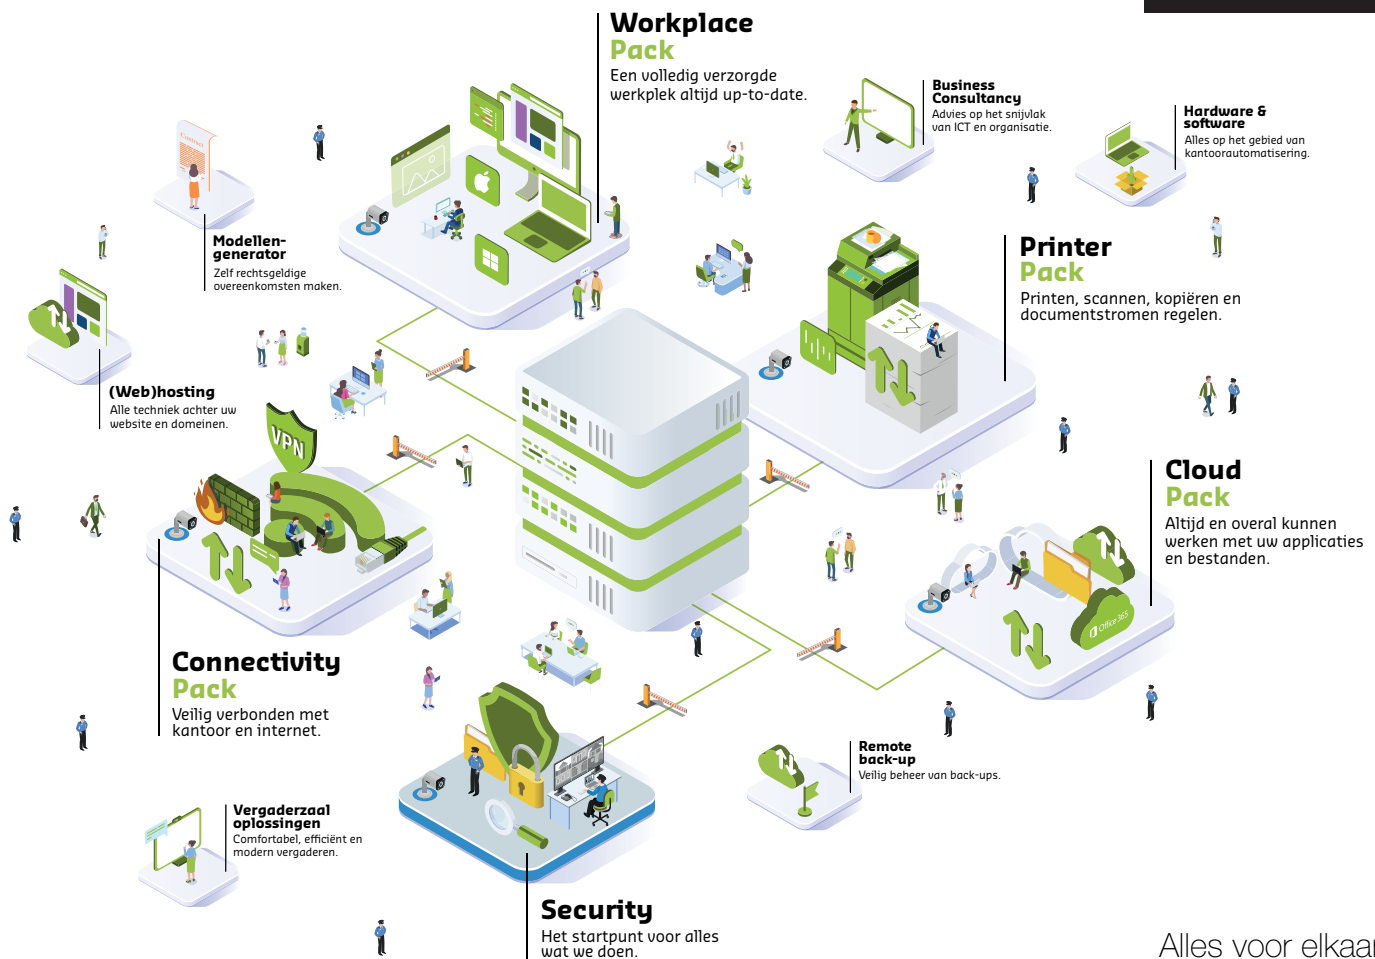 Workplace
Pack
Een volledig verzorgde
werkplek altijd up-to-date.
Business
Consultancy
Advies op het snijvlak
van ICT en organisatie.
Hardware &
software
Alles op het gebied van
kantoorautomatisering.
Contract
Modellen-
generator
Zelf rechtsgeldige
overeenkomsten maken.
Printer
Pack
Printen, scannen, kopiëren en
documentstromen regelen.
(Web)hosting
Alle techniek achter uw
website en domeinen.
VPN
Cloud
Pack
Altijd en overal kunnen
werken met uw applicaties
en bestanden.
Office 365
Connectivity
Pack
Veilig verbonden met
kantoor en internet.
Remote
back-up
Veilig beheer van back-ups.
Vergaderzaal
oplossingen
Comfortabel, efficiënt en
modern vergaderen.
Security
Het startpunt voor alles
wat we doen.
Alles voor elkaar